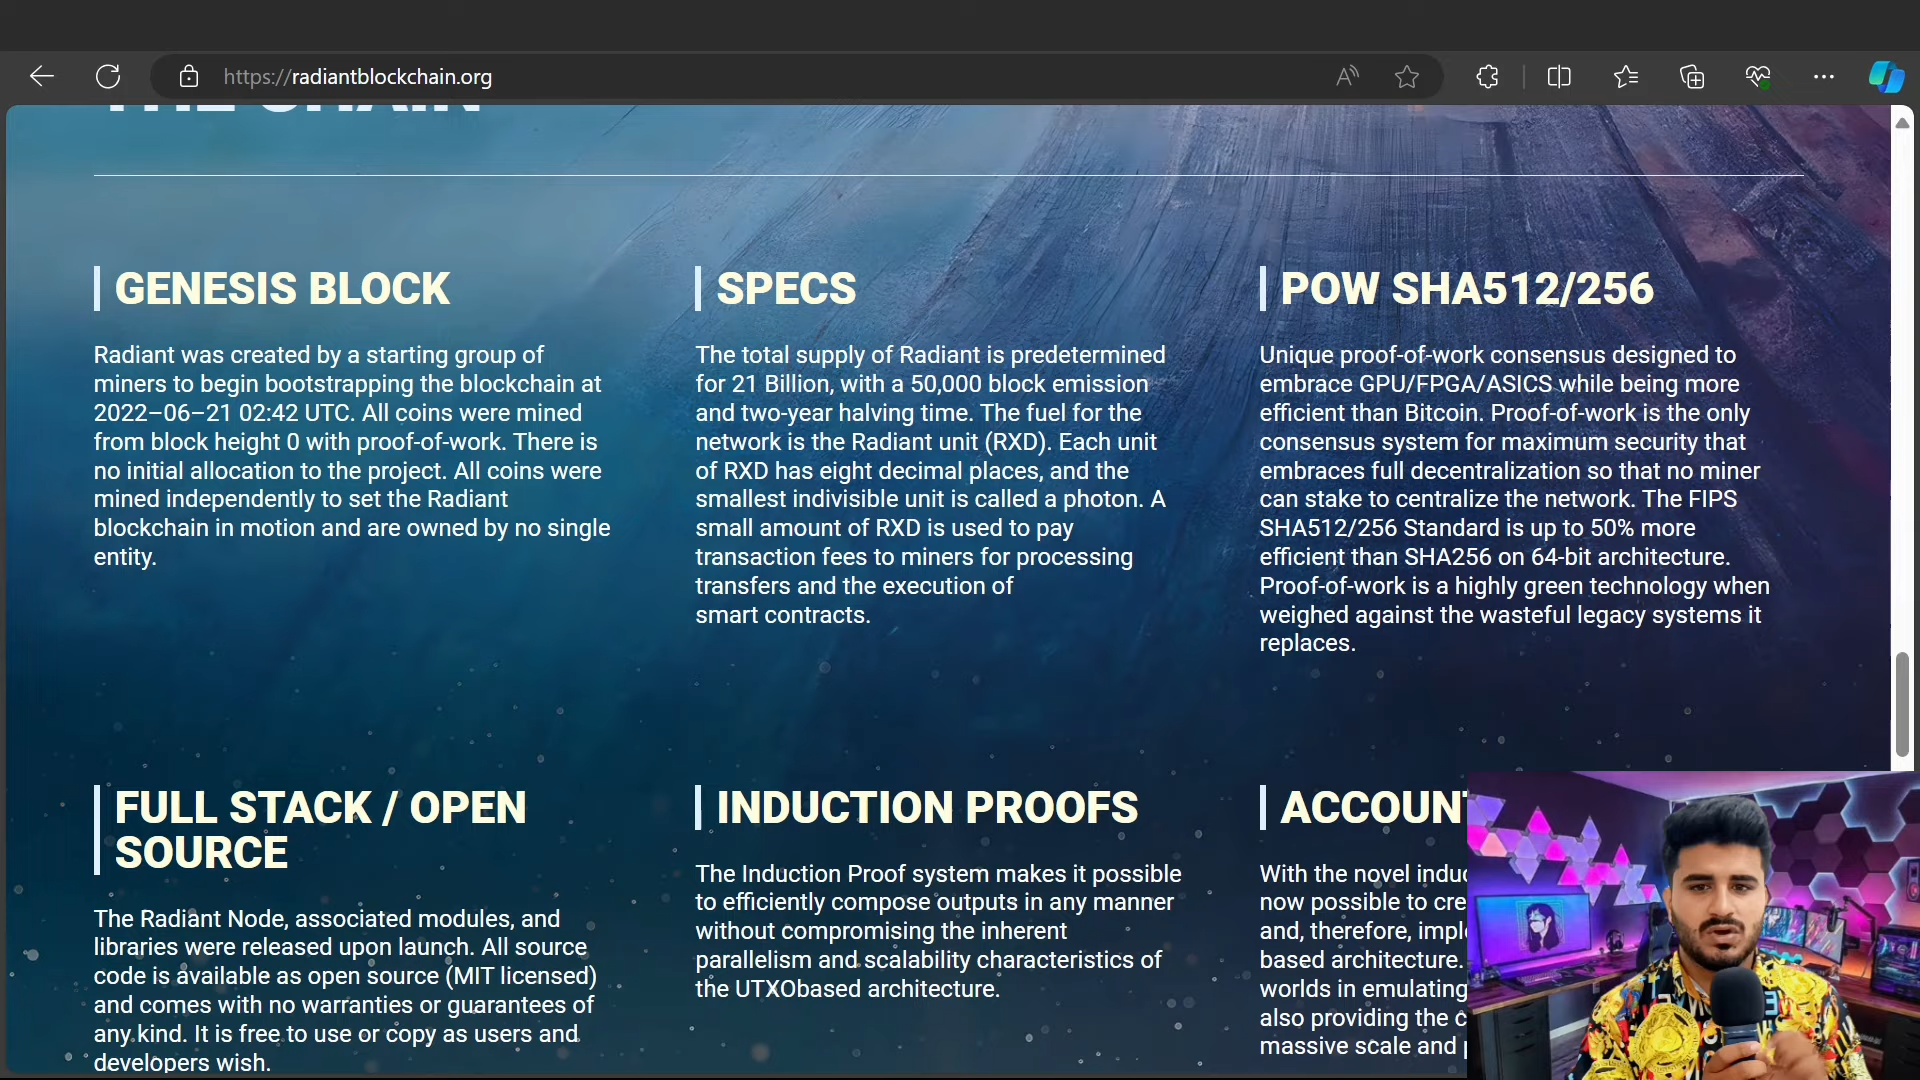 https://radiantblockchain.org
THE CHAIN
GENESIS BLOCK
Radiant was created by a starting group of
miners to begin bootstrapping the blockchain at
2022–06–21 02:42 UTC. All coins were mined
from block height 0 with proof-of-work. There is
no initial allocation to the project. All coins were
mined independently to set the Radiant
blockchain in motion and are owned by no single
entity.
SPECS
The total supply of Radiant is predetermined
for 21 Billion, with a 50,000 block emission
and two-year halving time. The fuel for the
network is the Radiant unit (RXD). Each unit
of RXD has eight decimal places, and the
smallest indivisible unit is called a photon. A
small amount of RXD is used to pay
transaction fees to miners for processing
transfers and the execution of
smart contracts.
POW SHA512/256
Unique proof-of-work consensus designed to
embrace GPU/FPGA/ASICS while being more
efficient than Bitcoin. Proof-of-work is the only
consensus system for maximum security that
embraces full decentralization so that no miner
can stake to centralize the network. The FIPS
SHA512/256 Standard is up to 50% more
efficient than SHA256 on 64-bit architecture.
Proof-of-work is a highly green technology when
weighed against the wasteful legacy systems it
replaces.
FULL STACK / OPEN
SOURCE
The Radiant Node, associated modules, and
libraries were released upon launch. All source
code is available as open source (MIT licensed)
and comes with no warranties or guarantees of
any kind. It is free to use or copy as users and
developers wish.
INDUCTION PROOFS
The Induction Proof system makes it possible
to efficiently compose outputs in any manner
without compromising the inherent
parallelism and scalability characteristics of
the UTXObased architecture.
ACCOUNT
With the novel induc
now possible to cre
and, therefore, impl
based architecture.
worlds in emulating
also providing the c
massive scale and